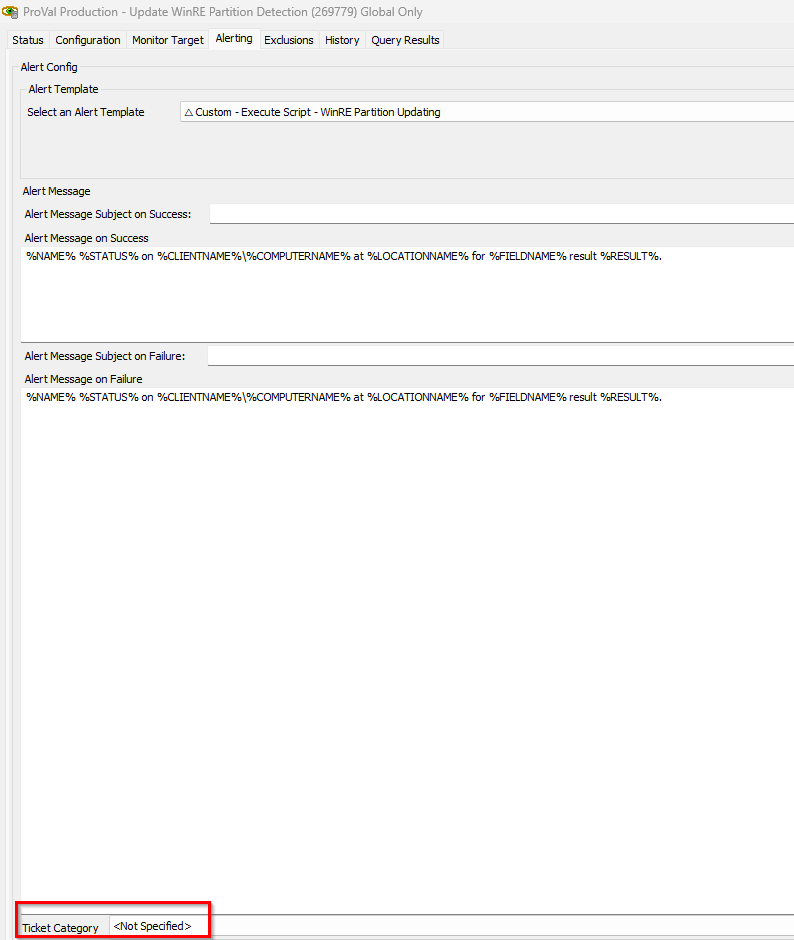 ProVal Production - Update WinRE Partition Detection (269779) Global Only
Status Configuration Monitor Target Alerting Exclusions History Query Results
Alert Config
Alert Template
Select an Alert Template △ Custom - Execute Script - WinRE Partition Updating
Alert Message
Alert Message Subject on Success:
Alert Message on Success
%NAME% %STATUS% on %CLIENTNAME%\%COMPUTERNAME% at %LOCATIONNAME% for %FIELDNAME% result %RESULT%.
Alert Message Subject on Failure:
Alert Message on Failure
%NAME% %STATUS% on %CLIENTNAME%\%COMPUTERNAME% at %LOCATIONNAME% for %FIELDNAME% result %RESULT%.
Ticket Category <Not Specified>